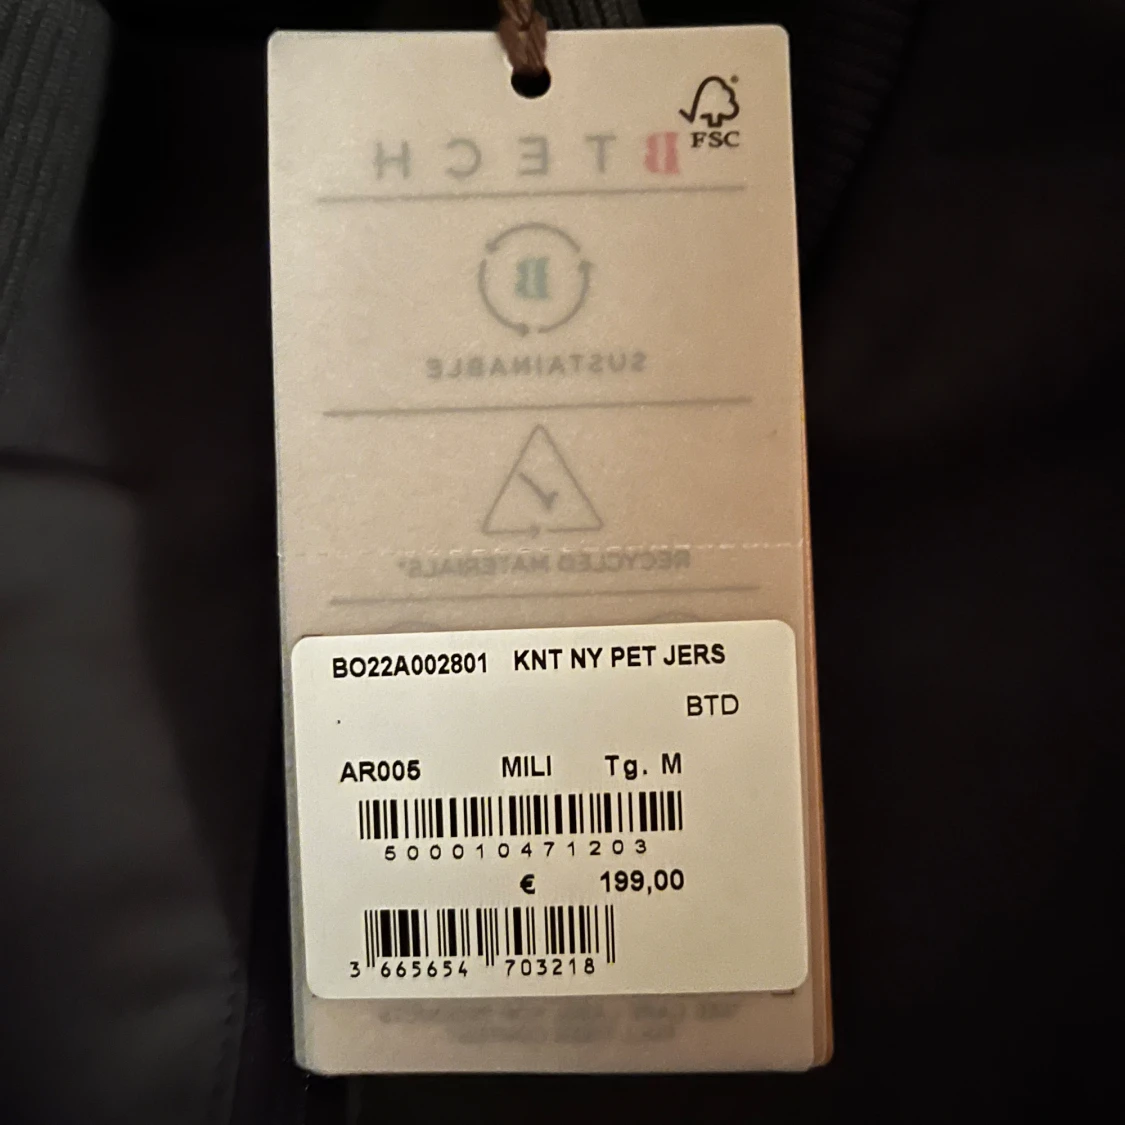 FSC
B TECH
B
SUSTAINABLE
RECYCLED MATERIALS*
BO22A002801 KNT NY PET JERS
BTD
AR005 MILI Tg. M
500010471203
€ 199,00
3 665654 703218